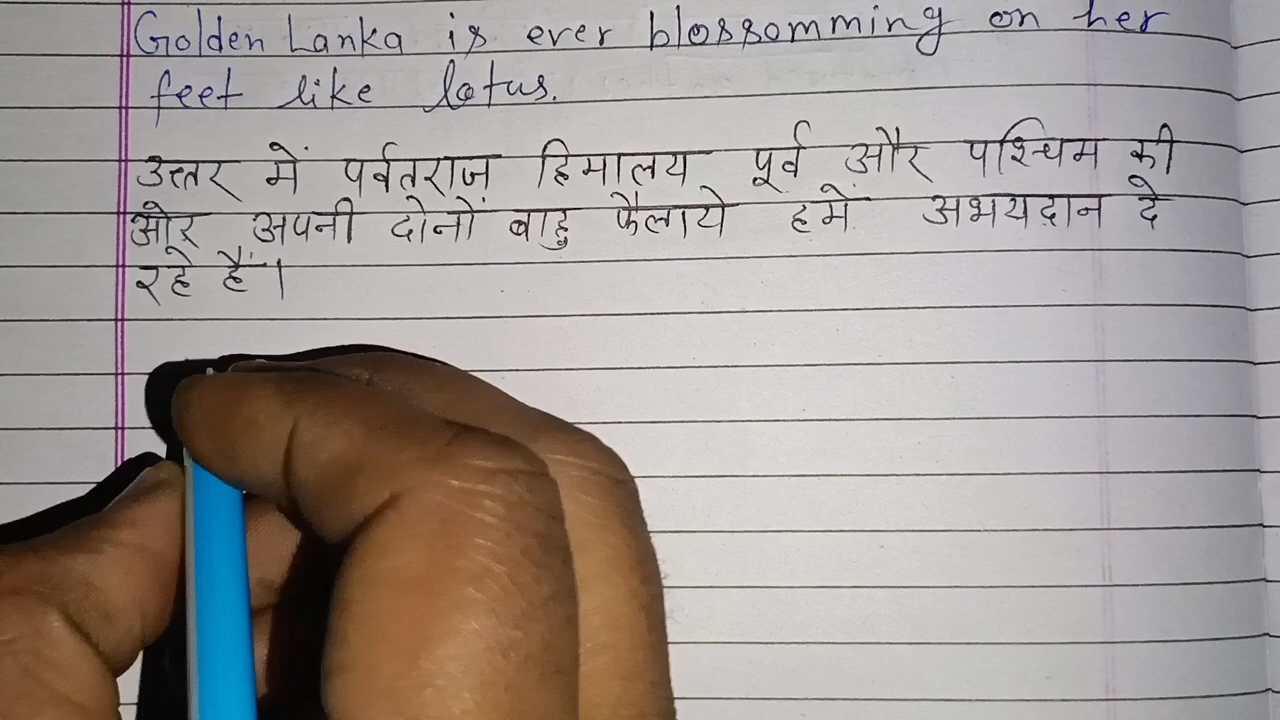 Golden Lanka is ever blossomming on her
feet like lotus.
उत्तर में पर्वतराज हिमालय पूर्व और पश्चिम की
ओर अपनी दोनों बाहु फैलाये हमें अभयदान दे
रहे हैं।